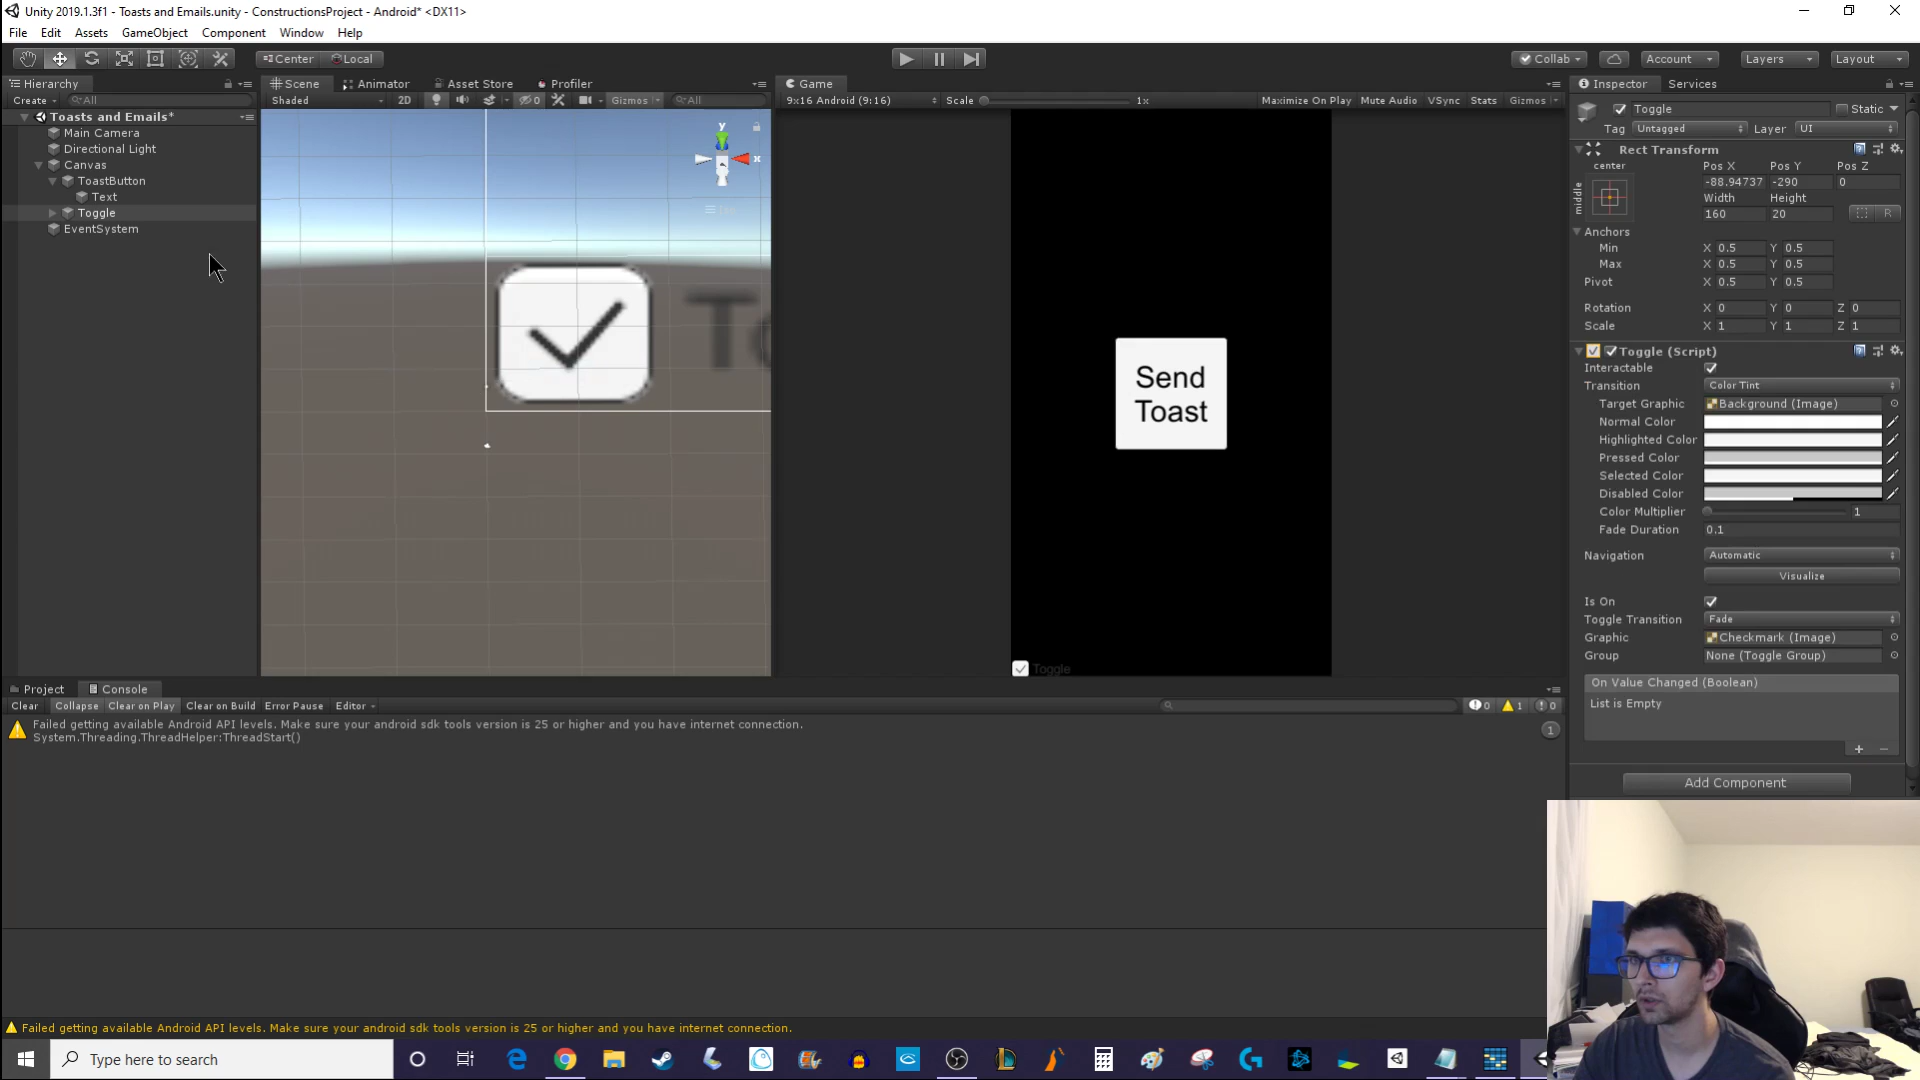 Unity 2019.1.3f1 - Toasts and Emails.unity - ConstructionsProject - Android* <DX11>
File Edit Assets GameObject Component Window Help
Center Local Collab Account Layers Layout
Hierarchy Scene Animator Asset Store Profiler Game Inspector Services
Create All Shaded 2D 0 Gizmos All 9:16 Android (9:16) Scale 1x Maximize On Play Mute Audio VSync Stats Gizmos
Toasts and Emails*
Main Camera
Directional Light
Canvas
ToastButton
Text
Toggle
EventSystem
y
x
To
Send
Toast
Toggle
Toggle Static
Tag Untagged Layer UI
Rect Transform
center Pos X Pos Y Pos Z
middle -88.94737 -290 0
Width Height
160 20 R
Anchors
Min X 0.5 Y 0.5
Max X 0.5 Y 0.5
Pivot X 0.5 Y 0.5
Rotation X 0 Y 0 Z 0
Scale X 1 Y 1 Z 1
Toggle (Script)
Interactable
Transition Color Tint
Target Graphic Background (Image)
Normal Color
Highlighted Color
Pressed Color
Selected Color
Disabled Color
Color Multiplier 1
Fade Duration 0.1
Navigation Automatic
Visualize
Is On
Toggle Transition Fade
Graphic Checkmark (Image)
Group None (Toggle Group)
On Value Changed (Boolean)
List is Empty
Add Component
Project Console
Clear Collapse Clear on Play Clear on Build Error Pause Editor 0 1 0
Failed getting available Android API levels. Make sure your android sdk tools version is 25 or higher and you have internet connection.
System.Threading.ThreadHelper:ThreadStart()
1
Failed getting available Android API levels. Make sure your android sdk tools version is 25 or higher and you have internet connection.
Type here to search